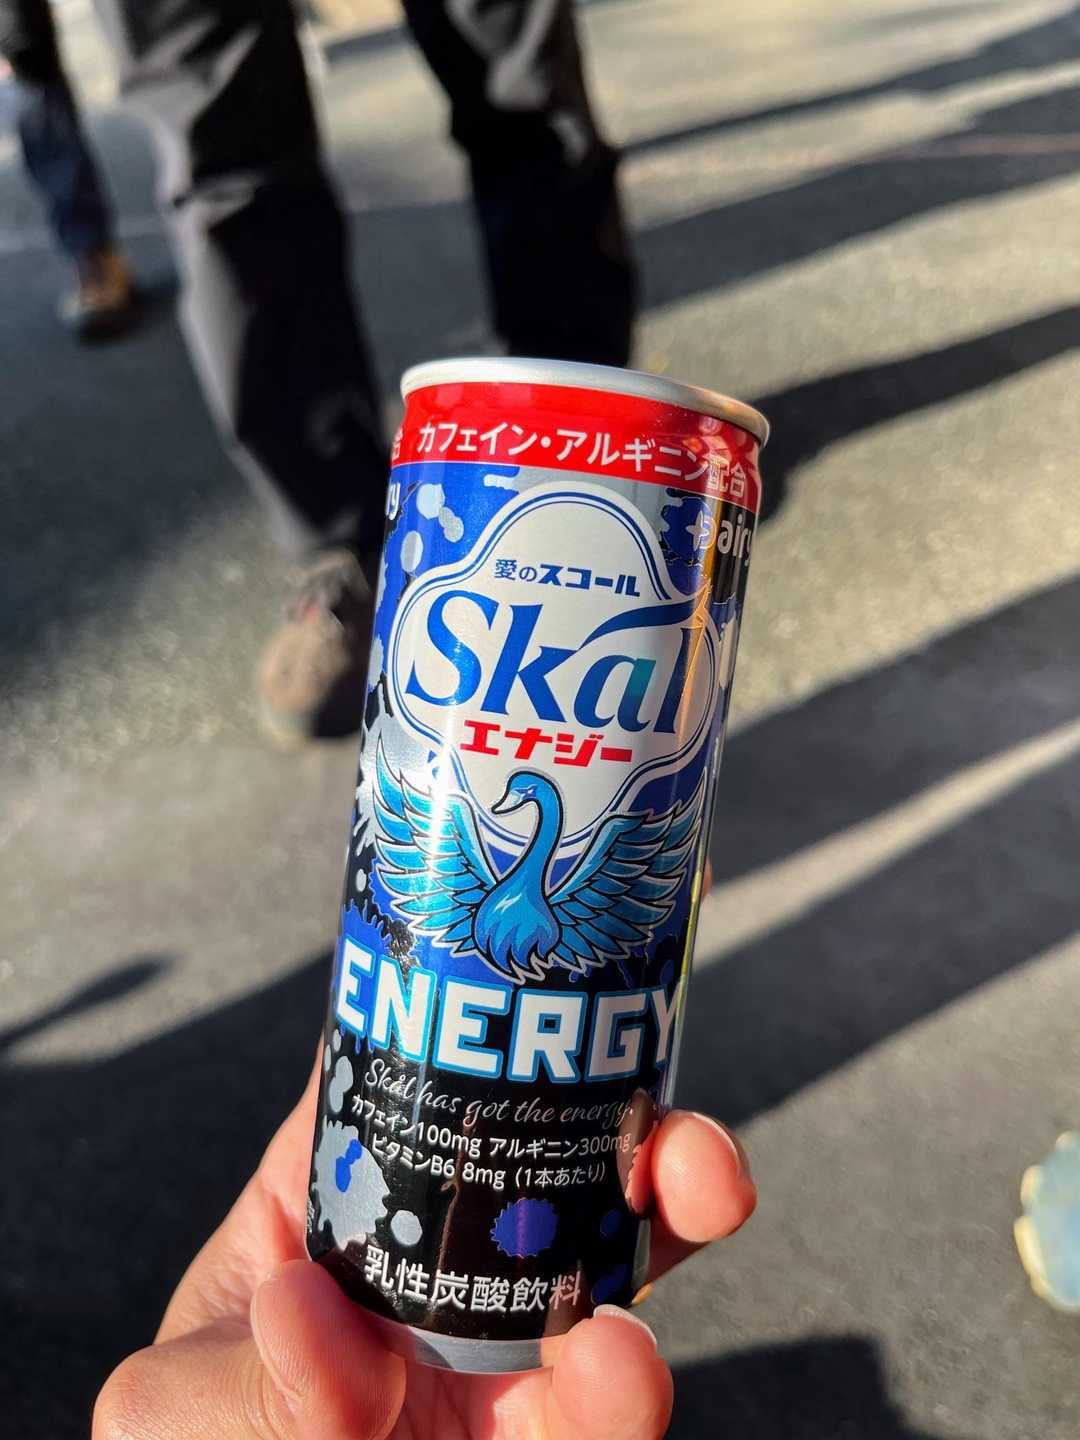 カフェイン・アルギニン配合
愛のスコール
Skål
エナジー
ENERGY
Skål has got the energy.
カフェイン100mg アルギニン300mg
ビタミンB6 8mg (1本あたり)
乳性炭酸飲料